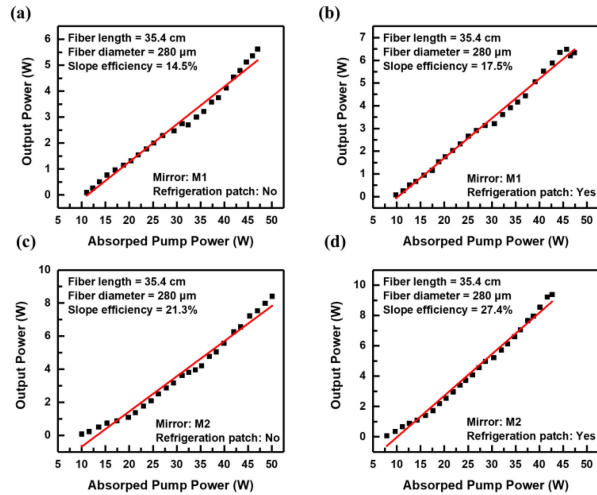 (a)
Fiber length = 35.4 cm
Fiber diameter = 280 μm
Slope efficiency = 14.5%
Mirror: M1
Refrigeration patch: No
Output Power (W)
6
5
4
3
2
1
0
5 10 15 20 25 30 35 40 45 50
Absorped Pump Power (W)
(b)
Fiber length = 35.4 cm
Fiber diameter = 280 μm
Slope efficiency = 17.5%
Mirror: M1
Refrigeration patch: Yes
Output Power (W)
7
6
5
4
3
2
1
0
5 10 15 20 25 30 35 40 45 50
Absorped Pump Power (W)
(c)
Fiber length = 35.4 cm
Fiber diameter = 280 μm
Slope efficiency = 21.3%
Mirror: M2
Refrigeration patch: No
Output Power (W)
10
8
6
4
2
0
5 10 15 20 25 30 35 40 45 50
Absorped Pump Power (W)
(d)
Fiber length = 35.4 cm
Fiber diameter = 280 μm
Slope efficiency = 27.4%
Mirror: M2
Refrigeration patch: Yes
Output Power (W)
10
8
6
4
2
0
5 10 15 20 25 30 35 40 45 50
Absorped Pump Power (W)